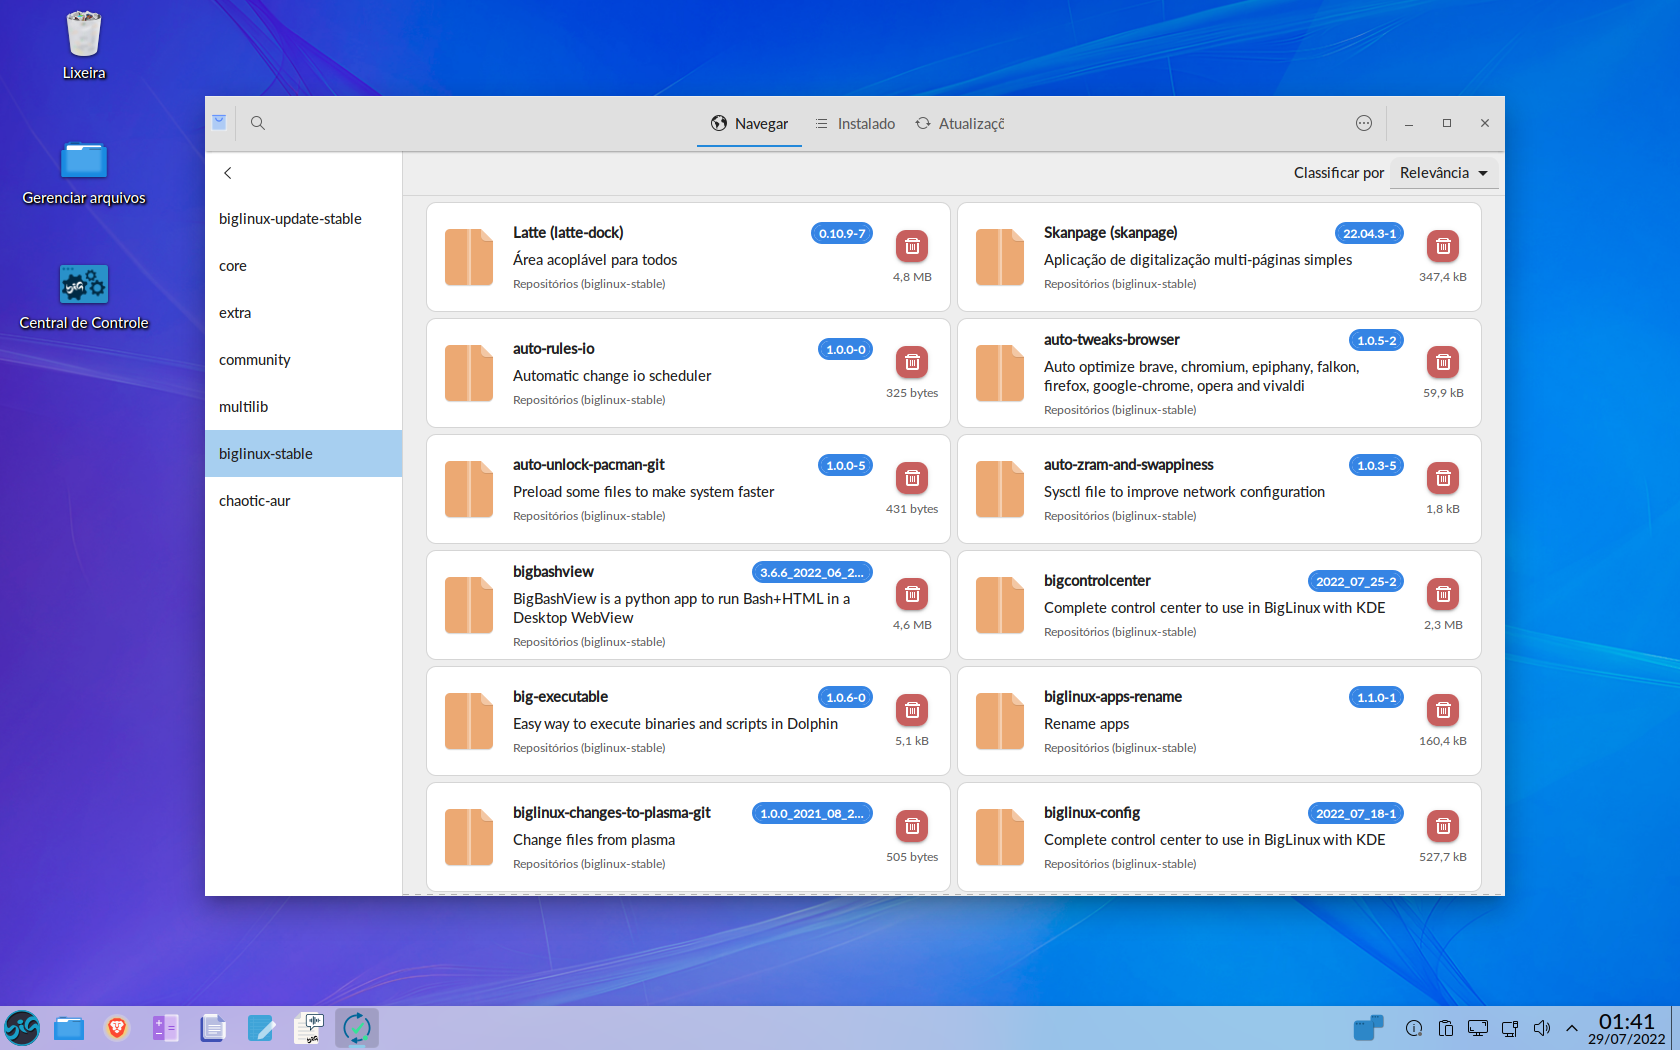 Lixeira
Gerenciar arquivos
Central de Controle
Navegar
Instalado
Atualizaçõ
Classificar por
Relevância
biglinux-update-stable
core
extra
community
multilib
biglinux-stable
chaotic-aur
Latte (latte-dock)
0.10.9-7
Área acoplável para todos
Repositórios (biglinux-stable)
4,8 MB
Skanpage (skanpage)
22.04.3-1
Aplicação de digitalização multi-páginas simples
Repositórios (biglinux-stable)
347,4 kB
auto-rules-io
1.0.0-0
Automatic change io scheduler
Repositórios (biglinux-stable)
325 bytes
auto-tweaks-browser
1.0.5-2
Auto optimize brave, chromium, epiphany, falkon,
firefox, google-chrome, opera and vivaldi
Repositórios (biglinux-stable)
59,9 kB
auto-unlock-pacman-git
1.0.0-5
Preload some files to make system faster
Repositórios (biglinux-stable)
431 bytes
auto-zram-and-swappiness
1.0.3-5
Sysctl file to improve network configuration
Repositórios (biglinux-stable)
1,8 kB
bigbashview
3.6.6_2022_06_2...
BigBashView is a python app to run Bash+HTML in a
Desktop WebView
Repositórios (biglinux-stable)
4,6 MB
bigcontrolcenter
2022_07_25-2
Complete control center to use in BigLinux with KDE
Repositórios (biglinux-stable)
2,3 MB
big-executable
1.0.6-0
Easy way to execute binaries and scripts in Dolphin
Repositórios (biglinux-stable)
5,1 kB
biglinux-apps-rename
1.1.0-1
Rename apps
Repositórios (biglinux-stable)
160,4 kB
biglinux-changes-to-plasma-git
1.0.0_2021_08_2...
Change files from plasma
Repositórios (biglinux-stable)
505 bytes
biglinux-config
2022_07_18-1
Complete control center to use in BigLinux with KDE
Repositórios (biglinux-stable)
527,7 kB
01:41
29/07/2022